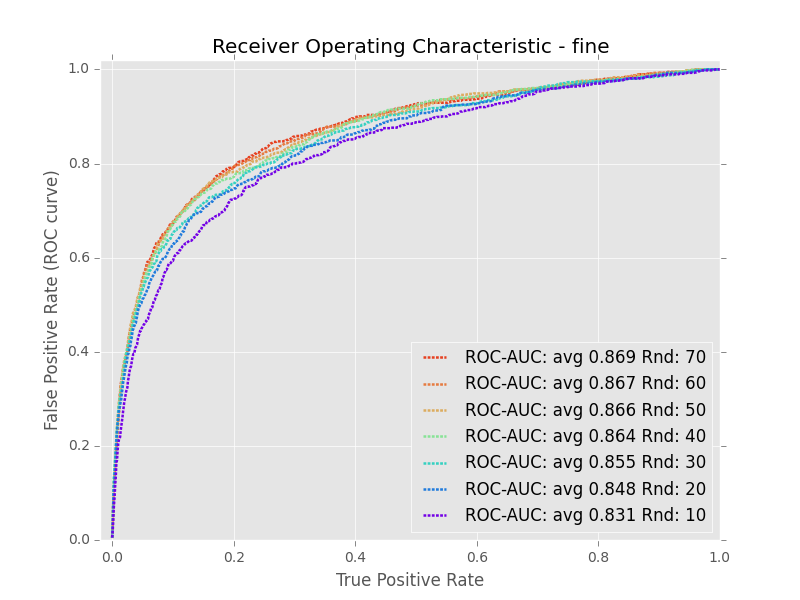 Receiver Operating Characteristic - fine
False Positive Rate (ROC curve)
1.0
0.8
0.6
0.4
0.2
0.0
ROC-AUC: avg 0.869 Rnd: 70
ROC-AUC: avg 0.867 Rnd: 60
ROC-AUC: avg 0.866 Rnd: 50
ROC-AUC: avg 0.864 Rnd: 40
ROC-AUC: avg 0.855 Rnd: 30
ROC-AUC: avg 0.848 Rnd: 20
ROC-AUC: avg 0.831 Rnd: 10
0.0 0.2 0.4 0.6 0.8 1.0
True Positive Rate